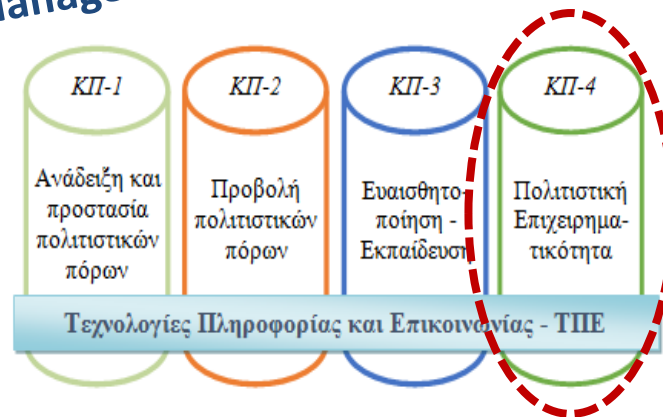 ΚΠ-1
ΚΠ-2
ΚΠ-3
ΚΠ-4
Ανάδειξη και
προστασία
πολιτιστικών
πόρων
Προβολή
πολιτιστικών
πόρων
Ευαισθητο-
ποίηση -
Εκπαίδευση
Πολιτιστική
Επιχειρημα-
τικότητα
Τεχνολογίες Πληροφορίας και Επικοινωνίας - ΤΠΕ